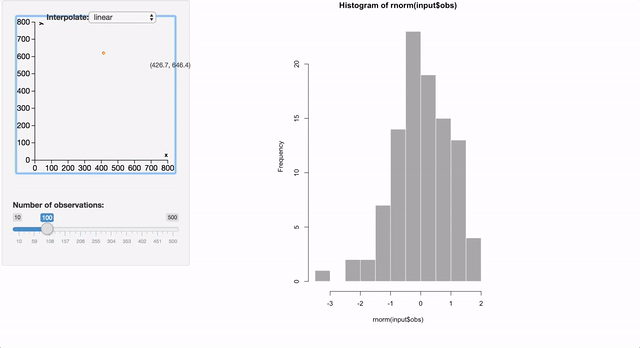 Interpolate: linear
y
800
700
600
500
400
300
200
100
0
(426.7, 646.4)
x
0 100 200 300 400 500 600 700 800
Number of observations:
10 100 500
10 59 108 157 206 255 304 353 402 451 500
Histogram of rnorm(input$obs)
Frequency
20
15
10
5
0
-3 -2 -1 0 1 2
rnorm(input$obs)